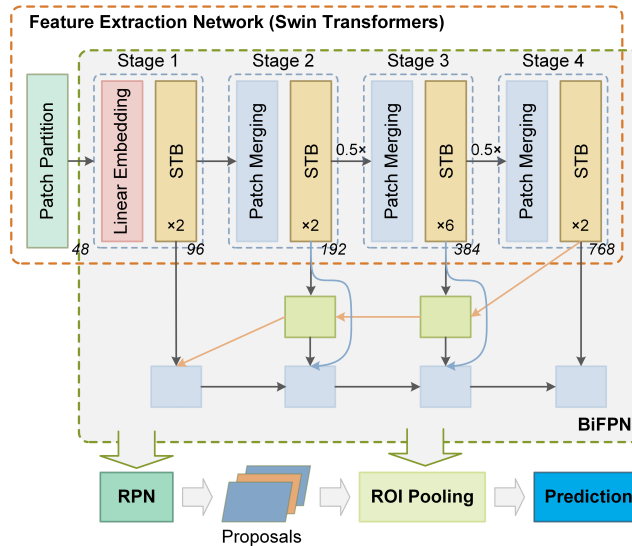 Feature Extraction Network (Swin Transformers)
Stage 1
Stage 2
Stage 3
Stage 4
Patch Partition
Linear Embedding
STB
×2
Patch Merging
STB
×2
0.5×
Patch Merging
STB
×6
0.5×
Patch Merging
STB
×2
48
96
192
384
768
BiFPN
RPN
Proposals
ROI Pooling
Prediction